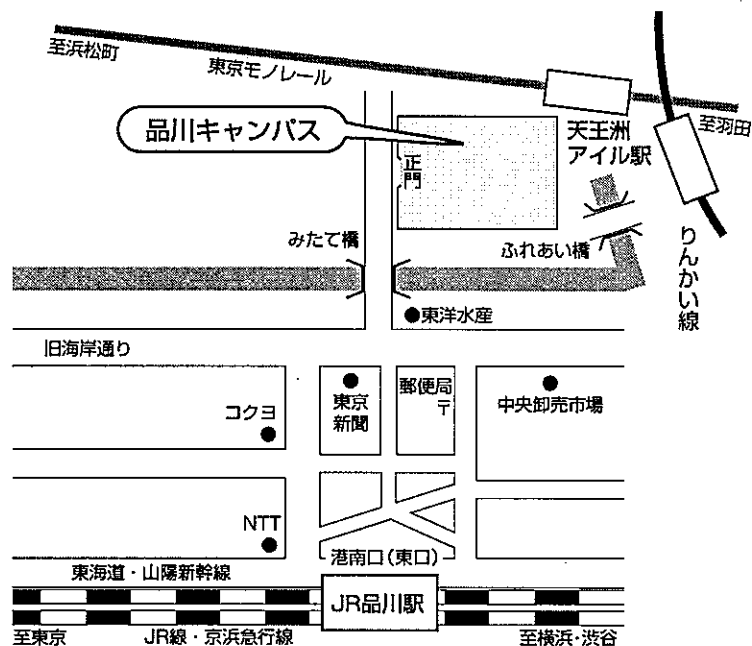 至浜松町
東京モノレール
至羽田
品川キャンパス
正門
天王洲
アイル駅
りんかい線
みたて橋
ふれあい橋
東洋水産
旧海岸通り
コクヨ
東京
新聞
郵便局
〒
中央卸売市場
NTT
港南口(東口)
東海道・山陽新幹線
JR品川駅
至東京
JR線・京浜急行線
至横浜・渋谷